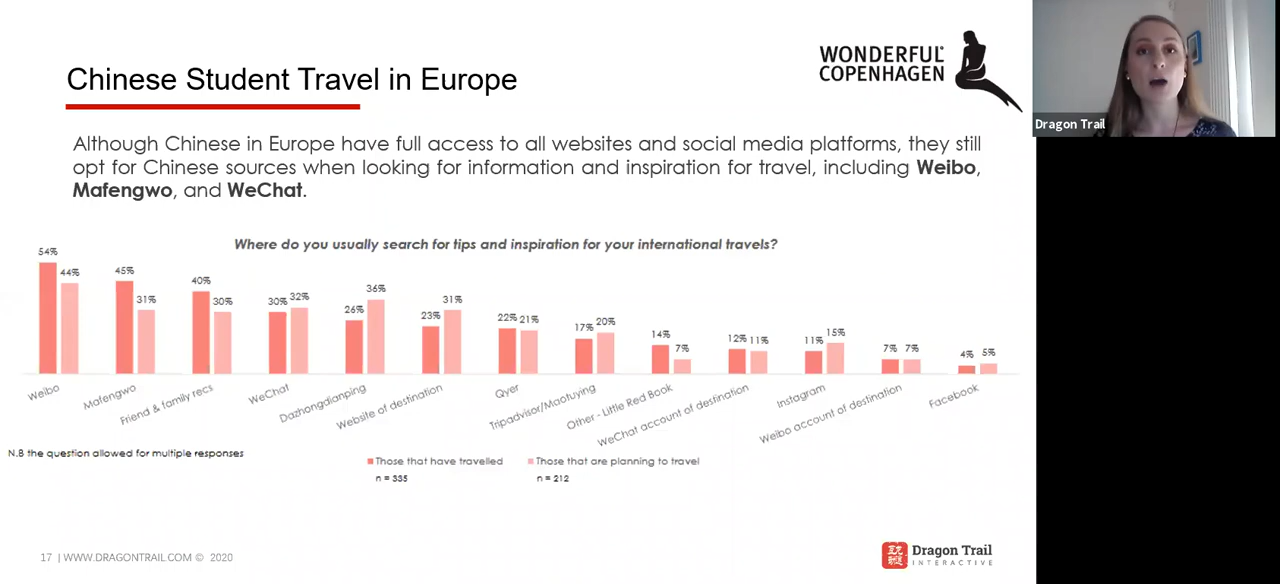 WONDERFUL
COPENHAGEN
Dragon Trail
Chinese Student Travel in Europe
Although Chinese in Europe have full access to all websites and social media platforms, they still
opt for Chinese sources when looking for information and inspiration for travel, including Weibo,
Mafengwo, and WeChat.
Where do you usually search for tips and inspiration for your international travels?
54% 44% 45% 31% 40% 30% 30% 32% 26% 36% 23% 31% 22% 21% 17% 20% 14% 7% 12% 11% 11% 15% 7% 7% 4% 5%
Weibo
Mafengwo
Friend & family recs
WeChat
Dazhongdianping
Website of destination
Qyer
Tripadvisor/Maotuying
Other - Little Red Book
WeChat account of destination
Instagram
Weibo account of destination
Facebook
N.B the question allowed for multiple responses
Those that have travelled
n = 335
Those that are planning to travel
n = 212
17 | WWW.DRAGONTRAIL.COM © 2020
Dragon Trail
INTERACTIVE